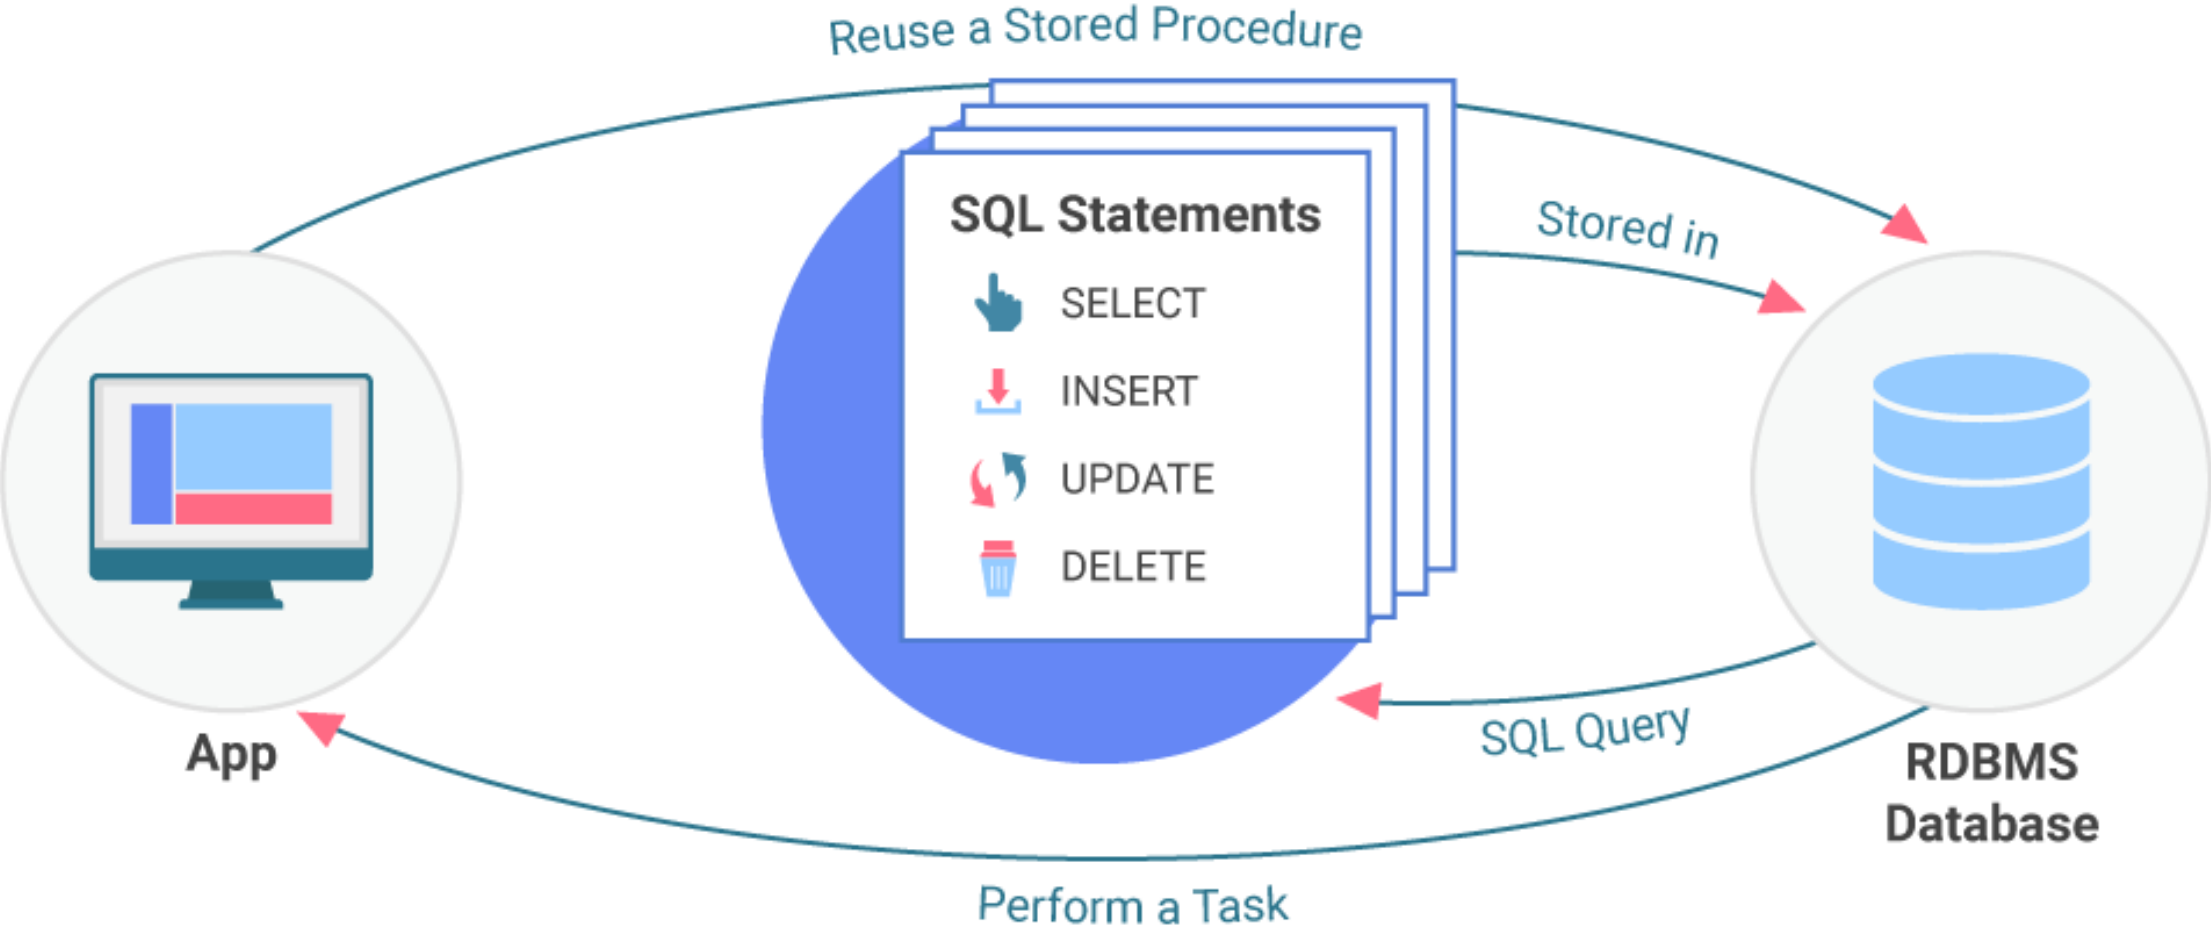 Reuse a Stored Procedure
SQL Statements
SELECT
INSERT
UPDATE
DELETE
Stored in
SQL Query
App
RDBMS
Database
Perform a Task